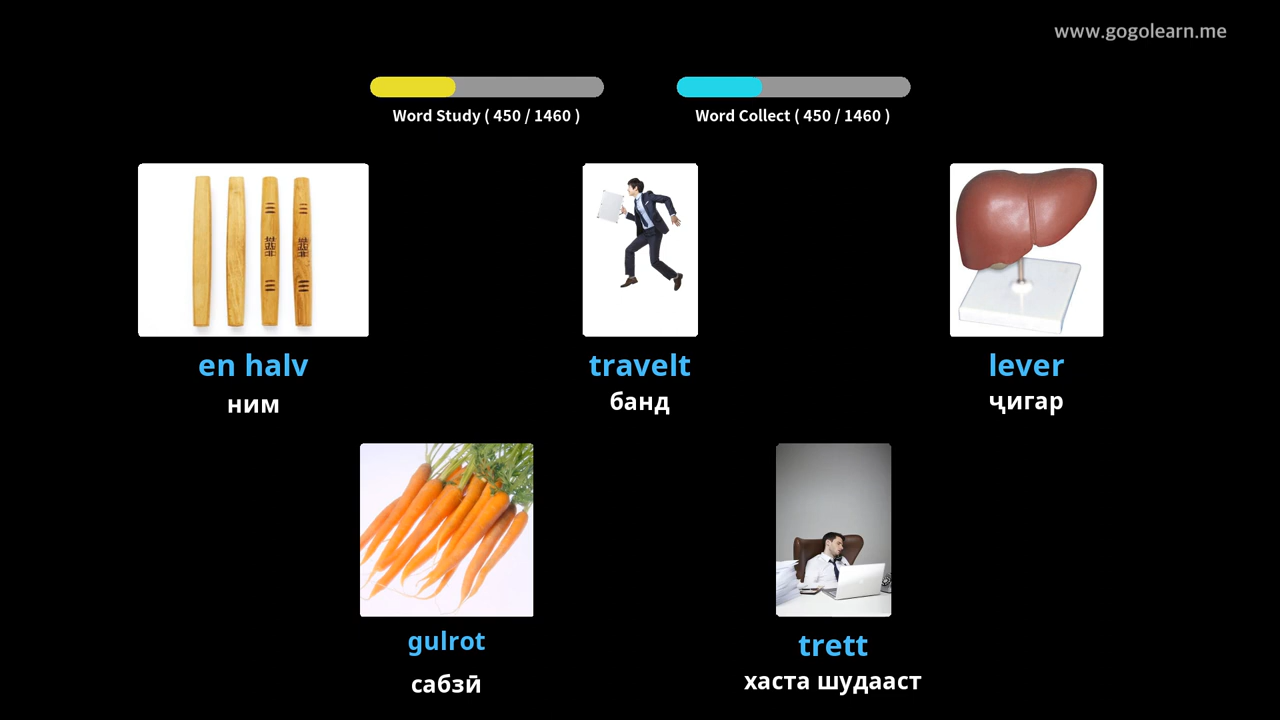 www.gogolearn.me
Word Study ( 450 / 1460 )
Word Collect ( 450 / 1460 )
en halv
travelt
lever
ним
банд
ҷигар
gulrot
trett
сабзӣ
хаста шудааст